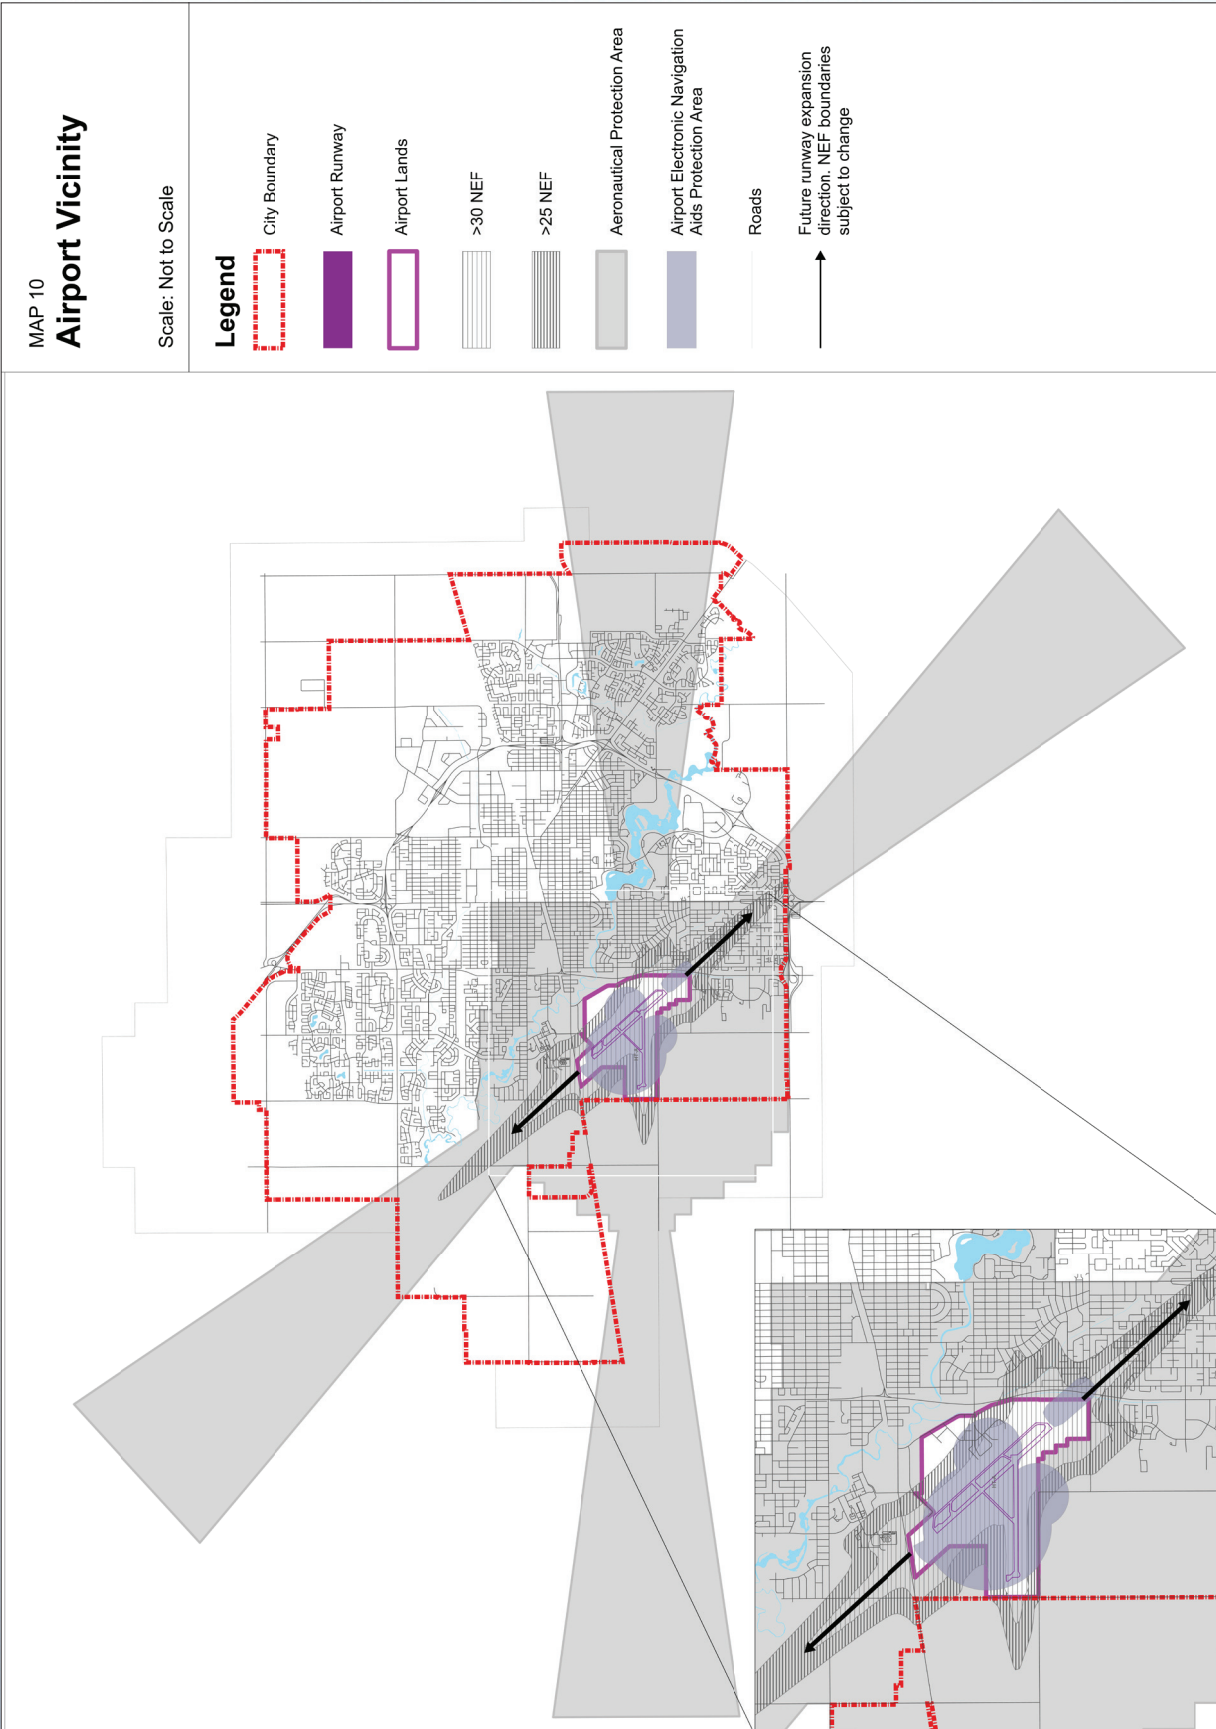 MAP 10
Airport Vicinity
Scale: Not to Scale
Legend
City Boundary
Airport Runway
Airport Lands
>30 NEF
>25 NEF
Aeronautical Protection Area
Airport Electronic Navigation
Aids Protection Area
Roads
Future runway expansion
direction. NEF boundaries
subject to change